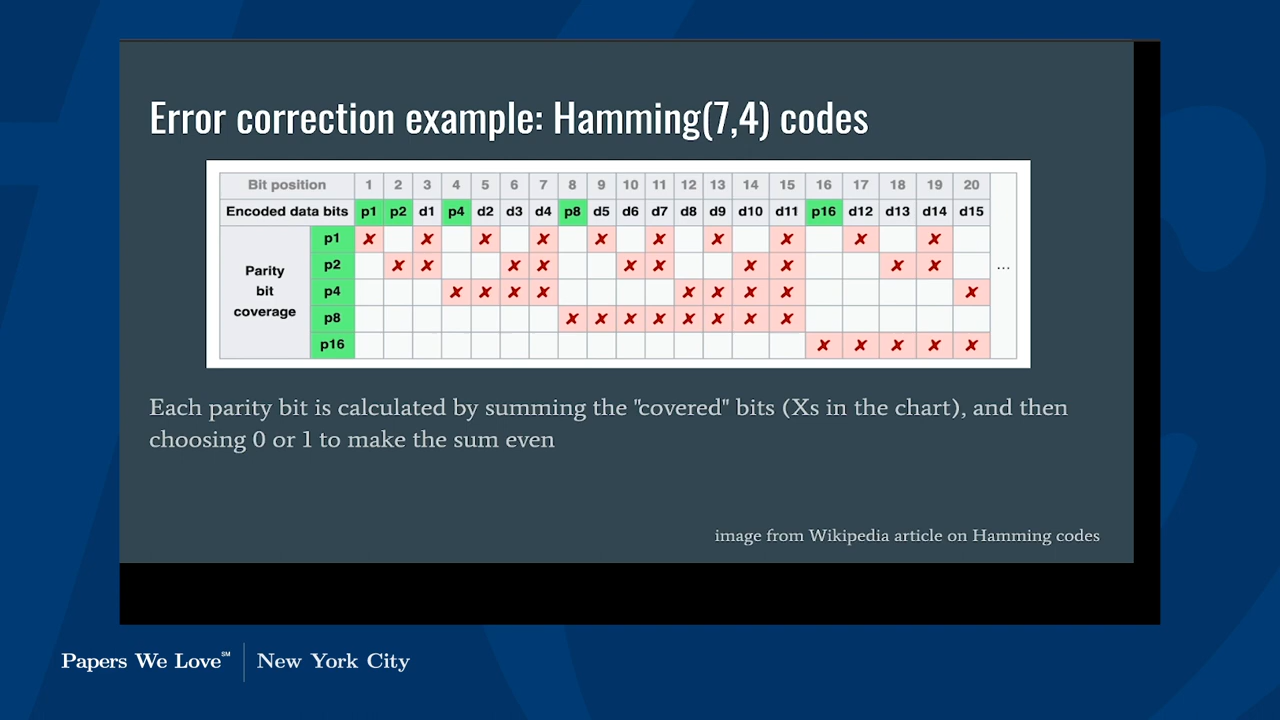 Error correction example: Hamming(7,4) codes
Bit position 1 2 3 4 5 6 7 8 9 10 11 12 13 14 15 16 17 18 19 20
Encoded data bits p1 p2 d1 p4 d2 d3 d4 p8 d5 d6 d7 d8 d9 d10 d11 p16 d12 d13 d14 d15
Parity
bit
coverage
p1 ✗ ✗ ✗ ✗ ✗ ✗ ✗ ✗ ✗ ✗
p2 ✗ ✗ ✗ ✗ ✗ ✗ ✗ ✗ ✗ ✗ ...
p4 ✗ ✗ ✗ ✗ ✗ ✗ ✗ ✗ ✗
p8 ✗ ✗ ✗ ✗ ✗ ✗ ✗ ✗
p16 ✗ ✗ ✗ ✗ ✗
Each parity bit is calculated by summing the "covered" bits (Xs in the chart), and then
choosing 0 or 1 to make the sum even
image from Wikipedia article on Hamming codes
Papers We Love℠ | New York City